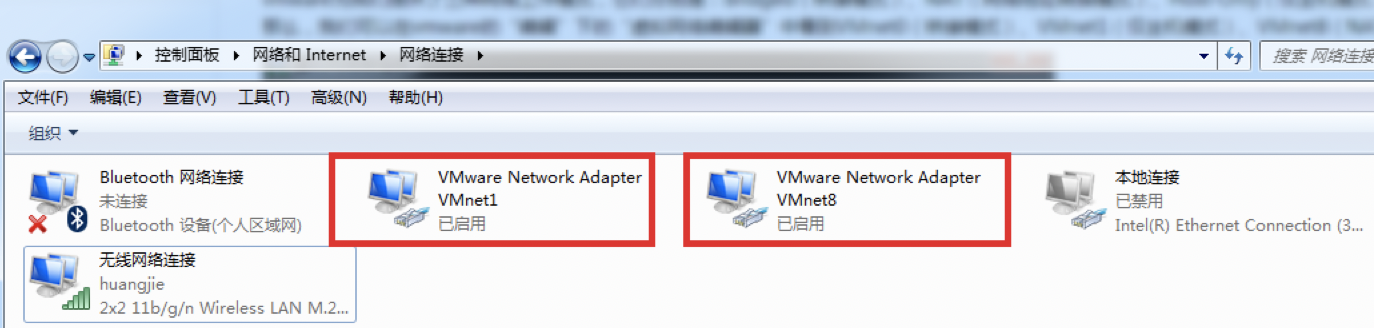 控制面板 网络和 Internet 网络连接
搜索 网络连接
文件(F) 编辑(E) 查看(V) 工具(T) 高级(N) 帮助(H)
组织
Bluetooth 网络连接
未连接
Bluetooth 设备(个人区域网)
VMware Network Adapter
VMnet1
已启用
VMware Network Adapter
VMnet8
已启用
本地连接
已禁用
Intel(R) Ethernet Connection (3...
无线网络连接
huangjie
2x2 11b/g/n Wireless LAN M.2...